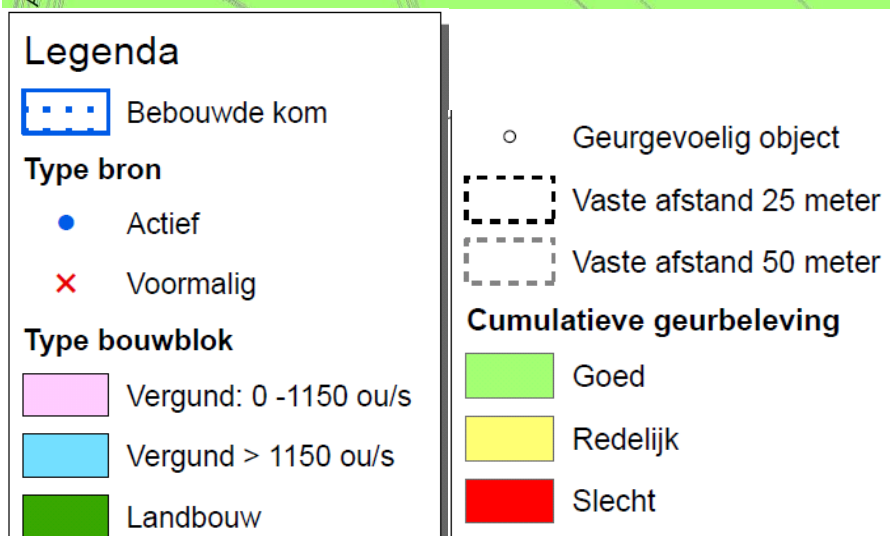 Legenda
Bebouwde kom
Type bron
Actief
Voormalig
Type bouwblok
Vergund: 0 -1150 ou/s
Vergund > 1150 ou/s
Landbouw
Geurgevoelig object
Vaste afstand 25 meter
Vaste afstand 50 meter
Cumulatieve geurbeleving
Goed
Redelijk
Slecht